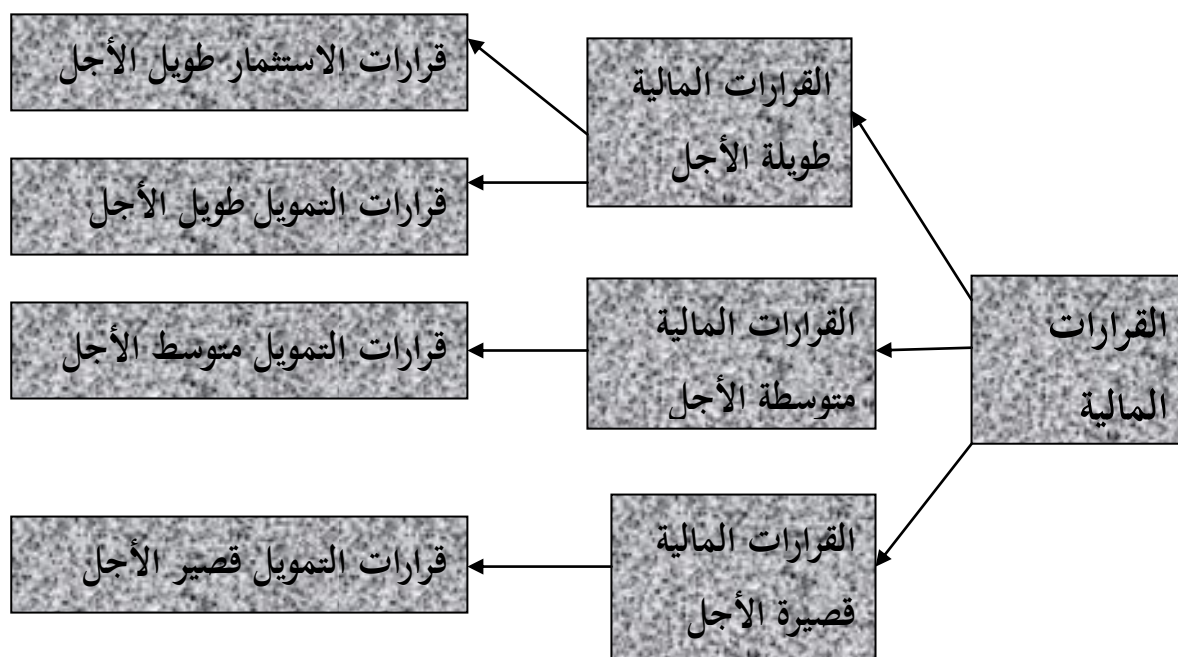 القرارات
المالية
القرارات المالية
طويلة الأجل
قرارات الاستثمار طويل الأجل
قرارات التمويل طويل الأجل
القرارات المالية
متوسطة الأجل
قرارات التمويل متوسط الأجل
القرارات المالية
قصيرة الأجل
قرارات التمويل قصير الأجل